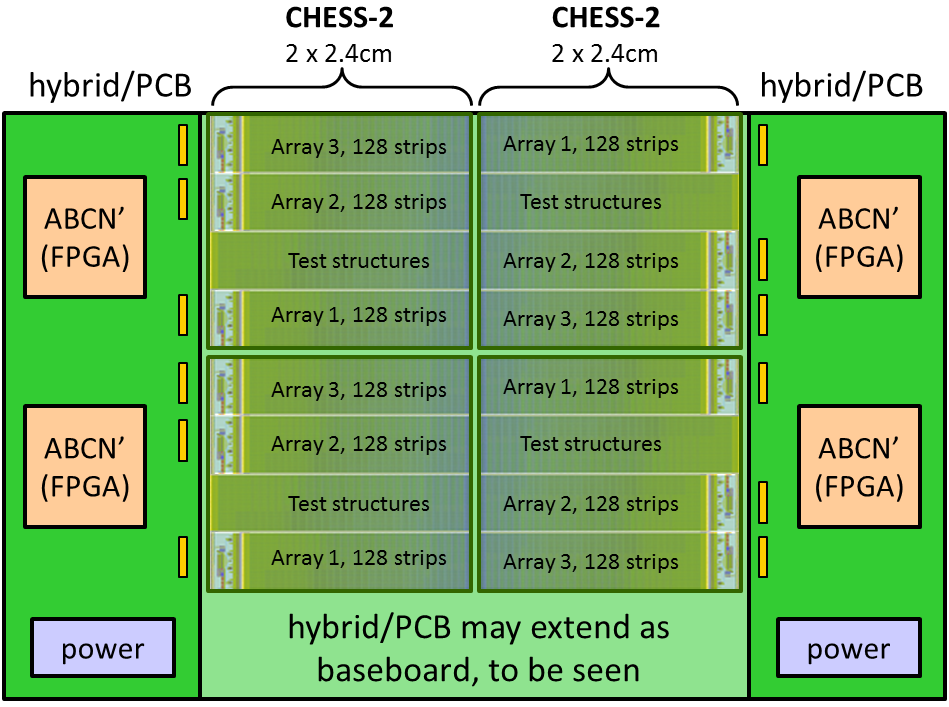 CHESS-2
2 x 2.4cm
CHESS-2
2 x 2.4cm
hybrid/PCB
hybrid/PCB
ABCN’
(FPGA)
ABCN’
(FPGA)
power
Array 3, 128 strips
Array 2, 128 strips
Test structures
Array 1, 128 strips
Array 3, 128 strips
Array 2, 128 strips
Test structures
Array 1, 128 strips
Array 1, 128 strips
Test structures
Array 2, 128 strips
Array 3, 128 strips
Array 1, 128 strips
Test structures
Array 2, 128 strips
Array 3, 128 strips
hybrid/PCB may extend as
baseboard, to be seen
ABCN’
(FPGA)
ABCN’
(FPGA)
power